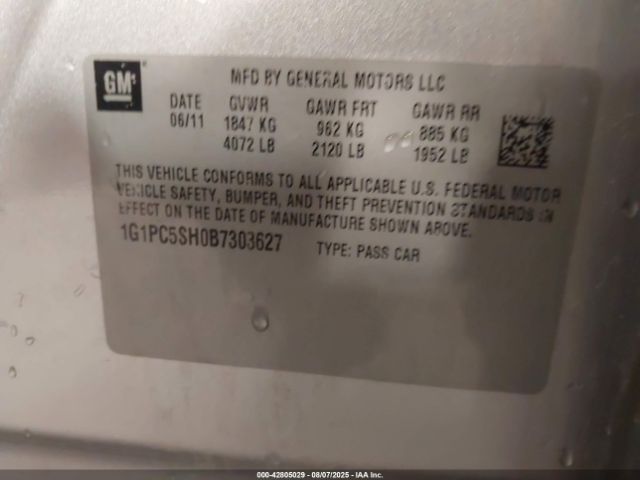 GM
MFD BY GENERAL MOTORS LLC
DATE GVWR GAWR FRT GAWR RR
06/11 1847 KG 962 KG 885 KG
4072 LB 2120 LB 1952 LB
THIS VEHICLE CONFORMS TO ALL APPLICABLE U.S. FEDERAL MOTOR
VEHICLE SAFETY, BUMPER, AND THEFT PREVENTION STANDARDS IN
EFFECT ON THE DATE OF MANUFACTURE SHOWN ABOVE.
1G1PC5SH0B7303627 TYPE: PASS CAR
000-42805029 - 08/07/2025 - IAA Inc.